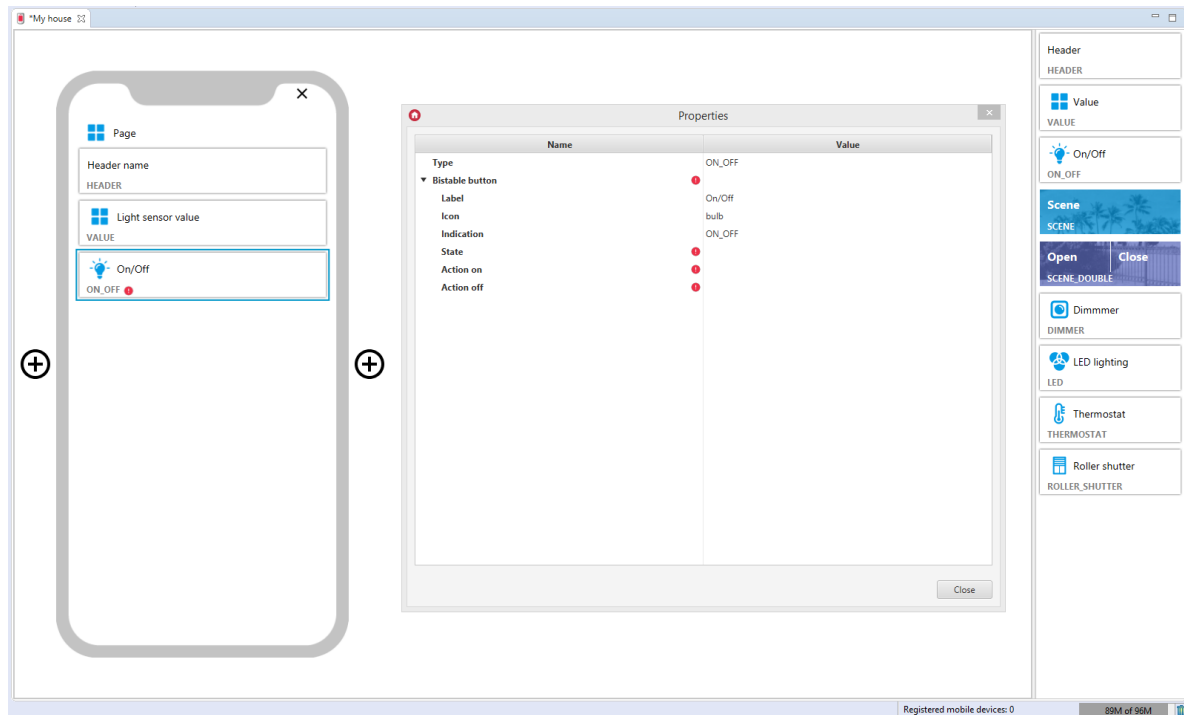 *My house
Page
Header name
HEADER
Light sensor value
VALUE
On/Off
ON_OFF
Properties
Name Value
Type ON_OFF
Bistable button
Label On/Off
Icon bulb
Indication ON_OFF
State
Action on
Action off
Close
Header
HEADER
Value
VALUE
On/Off
ON_OFF
Scene
SCENE
Open Close
SCENE_DOUBLE
Dimmmer
DIMMER
LED lighting
LED
Thermostat
THERMOSTAT
Roller shutter
ROLLER_SHUTTER
Registered mobile devices: 0 89M of 96M